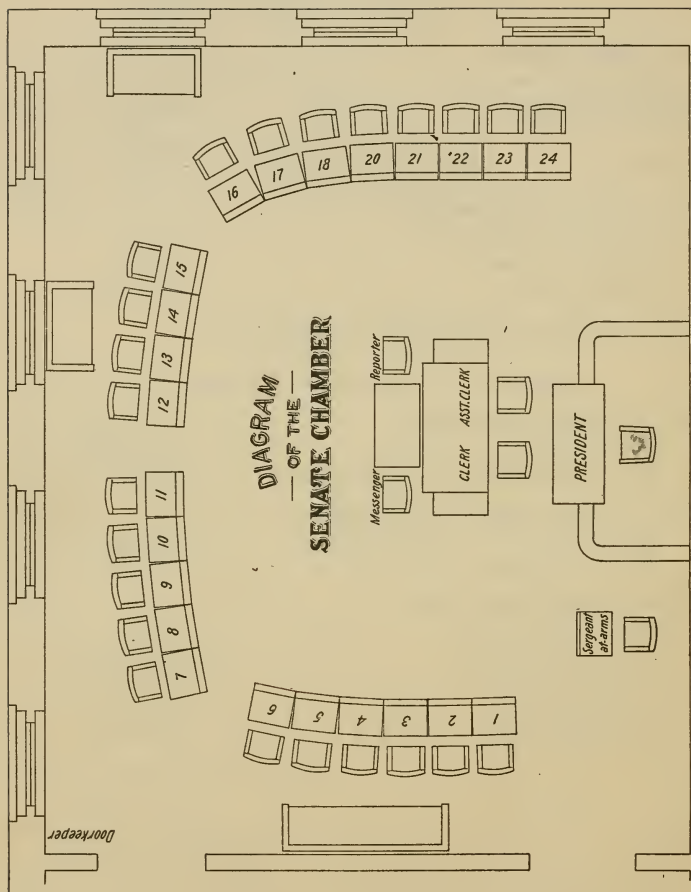 DIAGRAM
OF THE
SENATE CHAMBER
16
17
18
20
21
22
23
24
15
14
13
12
11
10
9
8
7
6
5
4
3
2
1
Reporter
Messenger
ASST. CLERK
CLERK
PRESIDENT
Sergeant
at-arms
Doorkeeper